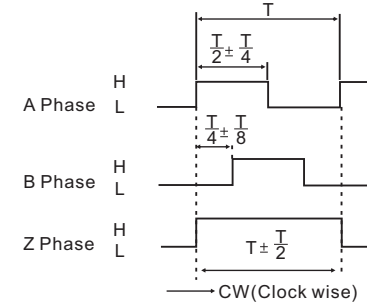 T
T/2 ± T/4
H
A Phase L
T/4 ± T/8
H
B Phase L
H
Z Phase L
T ± T/2
CW(Clock wise)